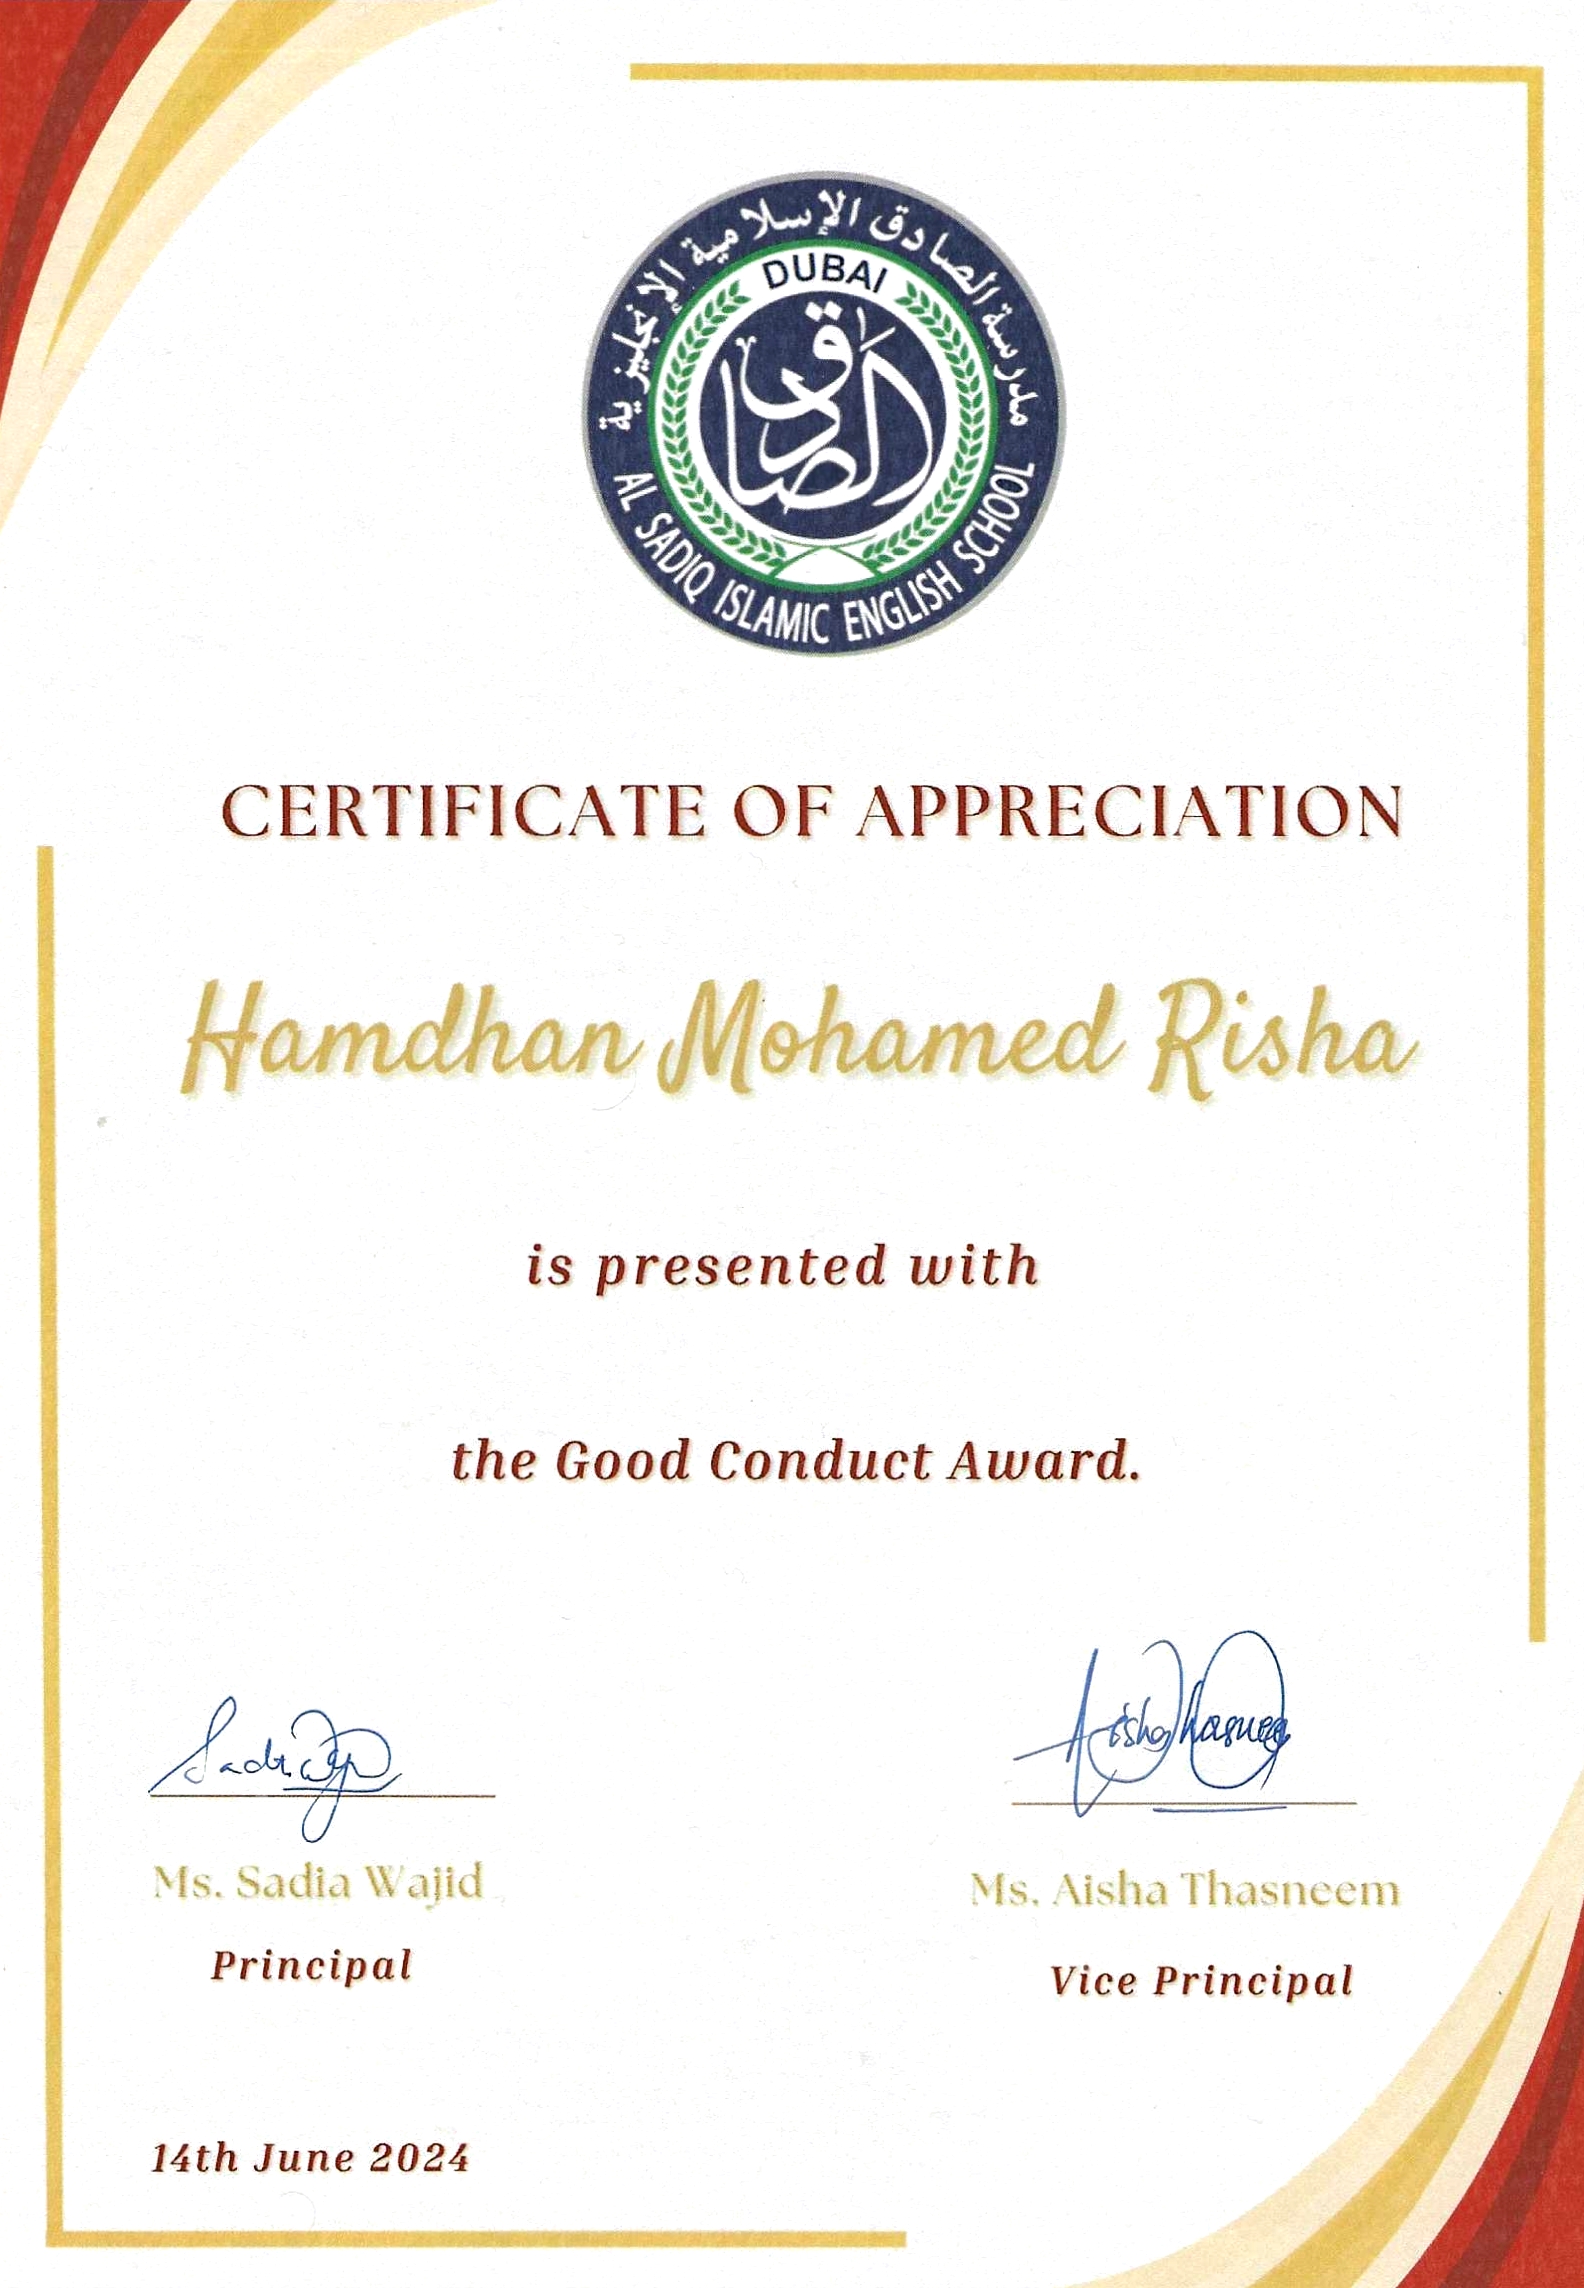 مدرسة الصادق الإسلامية الإنجليزية
DUBAI
الصادق
AL SADIQ ISLAMIC ENGLISH SCHOOL
CERTIFICATE OF APPRECIATION
Hamdhan Mohamed Risha
is presented with
the Good Conduct Award.
Sadia Aisha Thasneem
Ms. Sadia Wajid Ms. Aisha Thasneem
Principal Vice Principal
14th June 2024